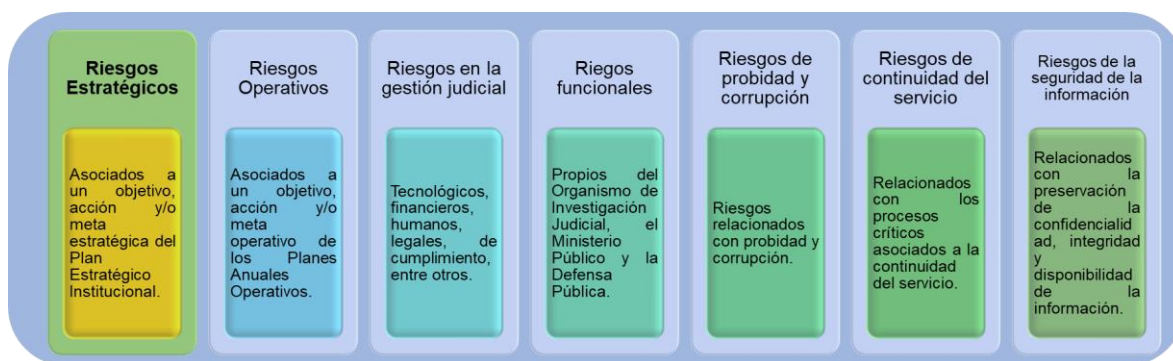 Riesgos
Estratégicos
Asociados a
un objetivo,
acción y/o
meta
estratégica del
Plan
Estratégico
Institucional.
Riesgos
Operativos
Asociados a
un objetivo,
acción y/o
meta
operativo de
los Planes
Anuales
Operativos.
Riesgos en la
gestión judicial
Tecnológicos,
financieros,
humanos,
legales, de
cumplimiento,
entre otros.
Riegos
funcionales
Propios del
Organismo de
Investigación
Judicial, el
Ministerio
Público y la
Defensa
Pública.
Riesgos de
probidad y
corrupción
Riesgos
relacionados
con probidad y
corrupción.
Riesgos de
continuidad del
servicio
Relacionados
con los
procesos
críticos
asociados a la
continuidad
del servicio.
Riesgos de la
seguridad de la
información
Relacionados
con la
preservación
de la
confidencialid
ad, integridad
y
disponibilidad
de la
información.